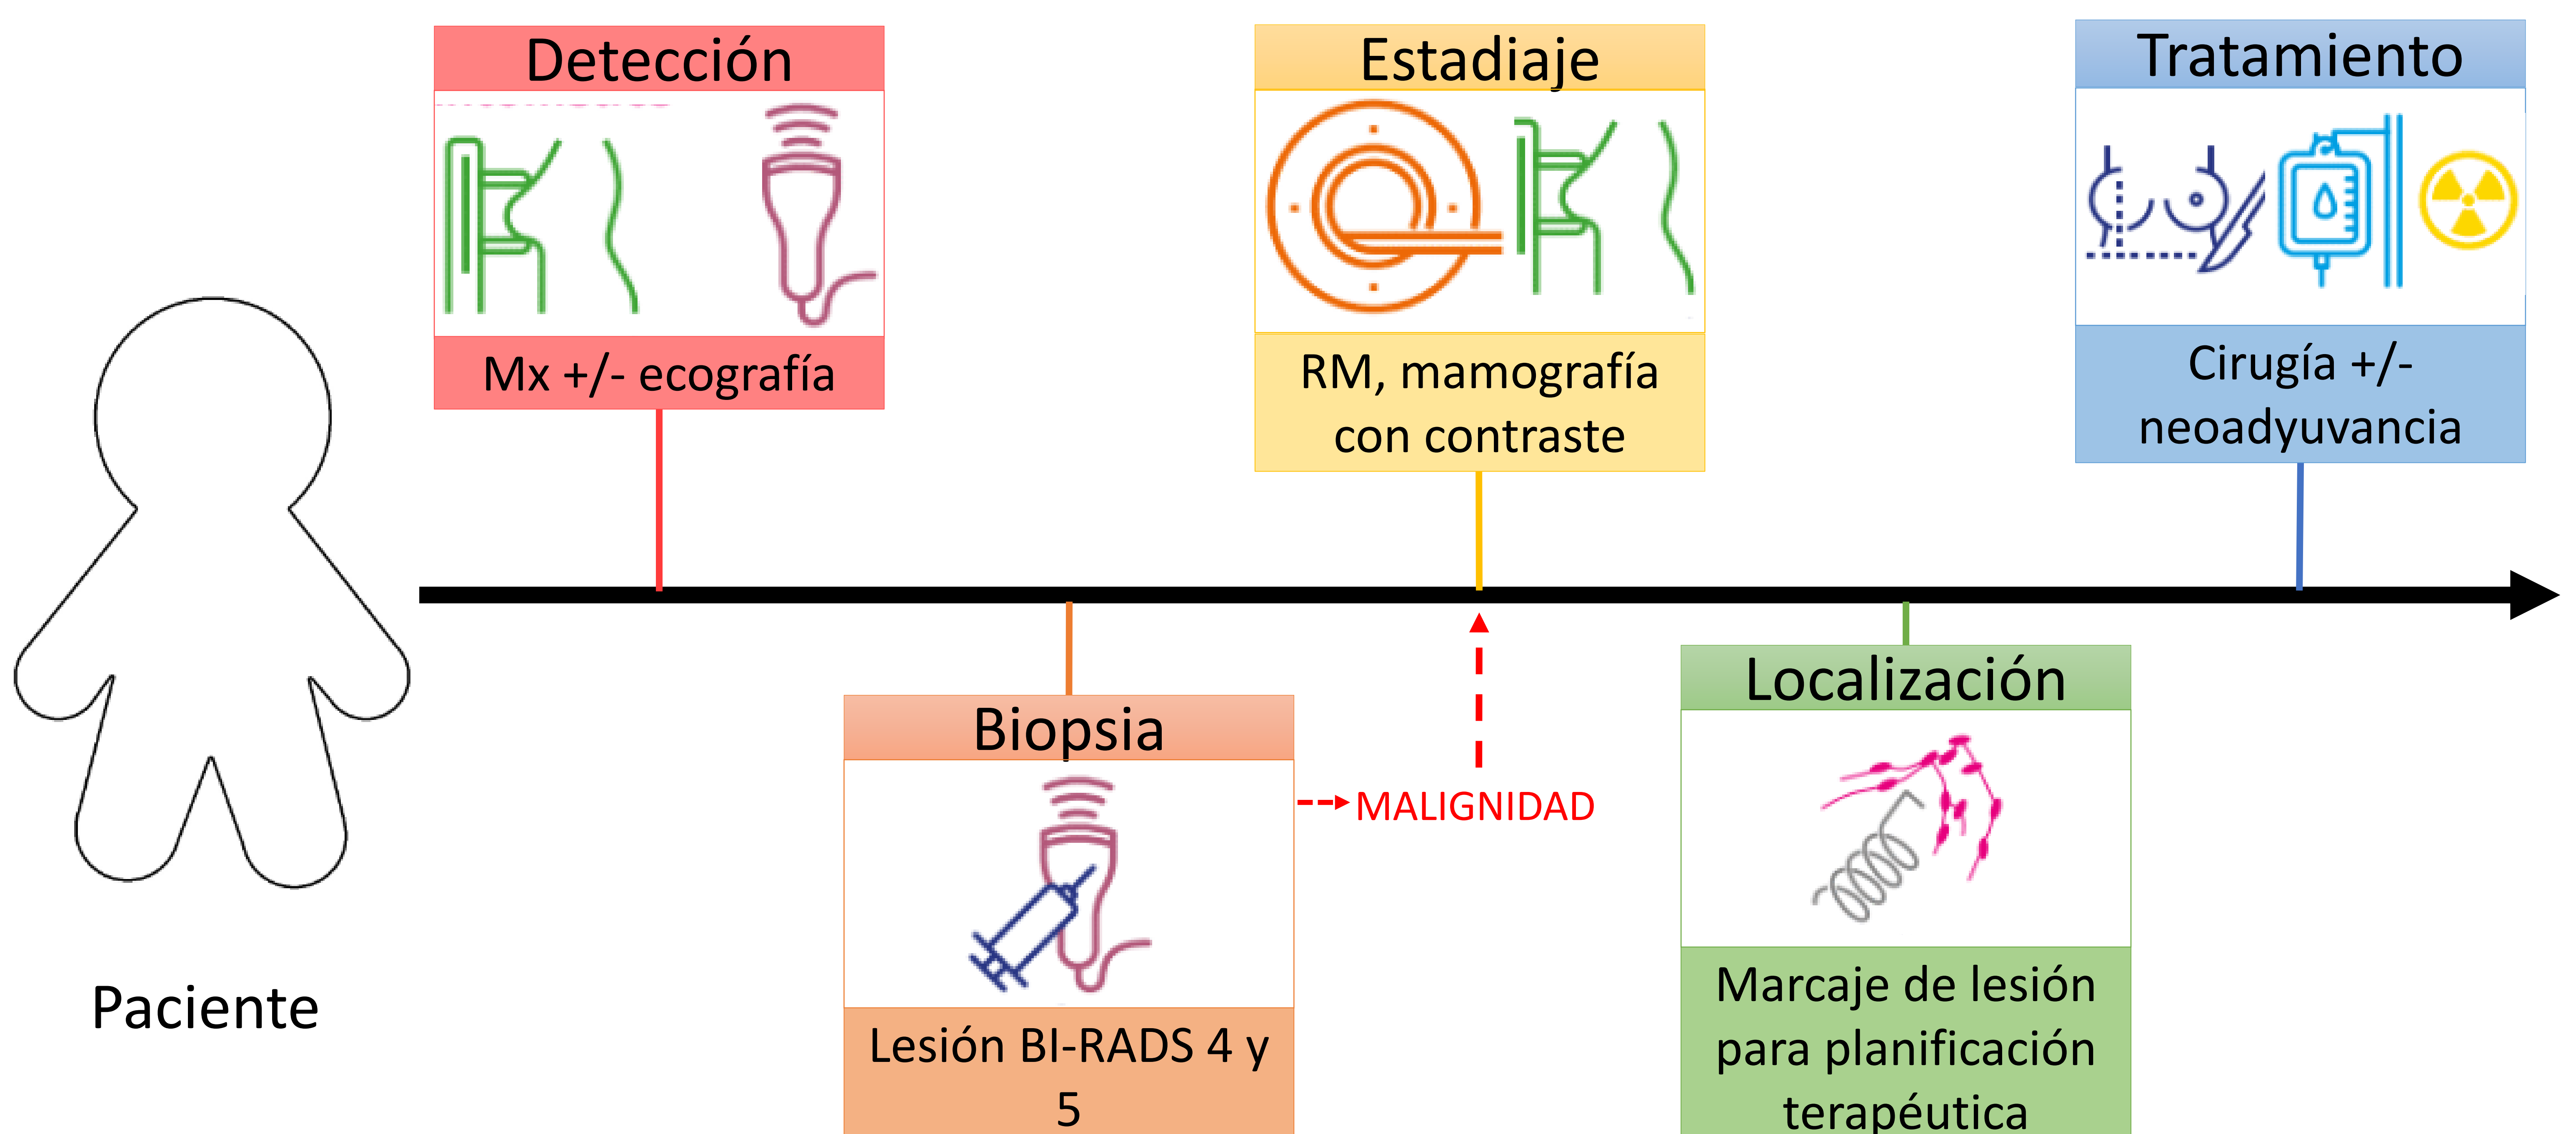 Detección
Mx +/- ecografía
Estadiaje
RM, mamografía
con contraste
Tratamiento
Cirugía +/-
neoadyuvancia
Paciente
Biopsia
Lesión BI-RADS 4 y
5
MALIGNIDAD
Localización
Marcaje de lesión
para planificación
terapéutica